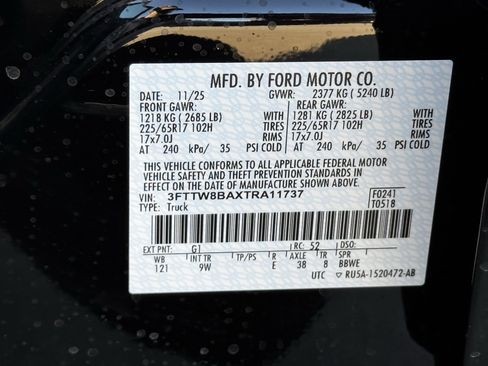 MFD. BY FORD MOTOR CO.
DATE: 11/25 GVWR: 2377 KG ( 5240 LB)
FRONT GAWR: REAR GAWR:
1218 KG ( 2685 LB) 1281 KG ( 2825 LB)
225/65R17 102H TIRES 225/65R17 102H TIRES
17x7.0J RIMS 17x7.0J RIMS
AT 240 kPa/ 35 PSI COLD AT 240 kPa/ 35 PSI COLD
THIS VEHICLE CONFORMS TO ALL APPLICABLE FEDERAL MOTOR
VEHICLE SAFETY AND THEFT PREVENTION STANDARDS IN EFFECT ON
THE DATE OF MANUFACTURE SHOWN ABOVE.
VIN: 3FTTW8BAXTRA11737 F0241
TYPE: Truck T0518
EXT PNT: G1 RC: 52 DSO:
WB INT TR TP/PS R AXLE TR SPR
121 9W E 38 8 BBWE
UTC ▽ RU5A-1520472-AB